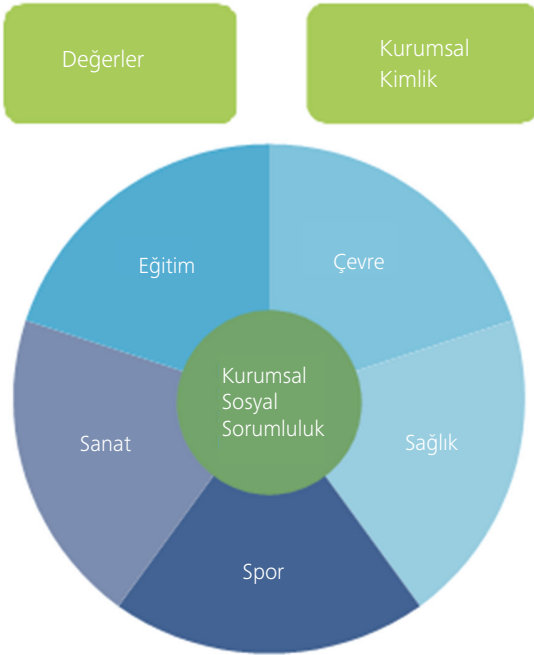 Değerler
Kurumsal
Kimlik
Eğitim
Çevre
Kurumsal
Sosyal
Sorumluluk
Sanat
Sağlık
Spor